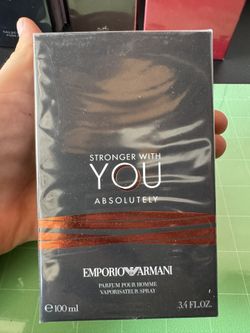 STRONGER WITH
YOU
ABSOLUTELY
EMPORIO ARMANI
PARFUM POUR HOMME
VAPORISATEUR SPRAY
e 100 ml 3.4 FL.OZ.